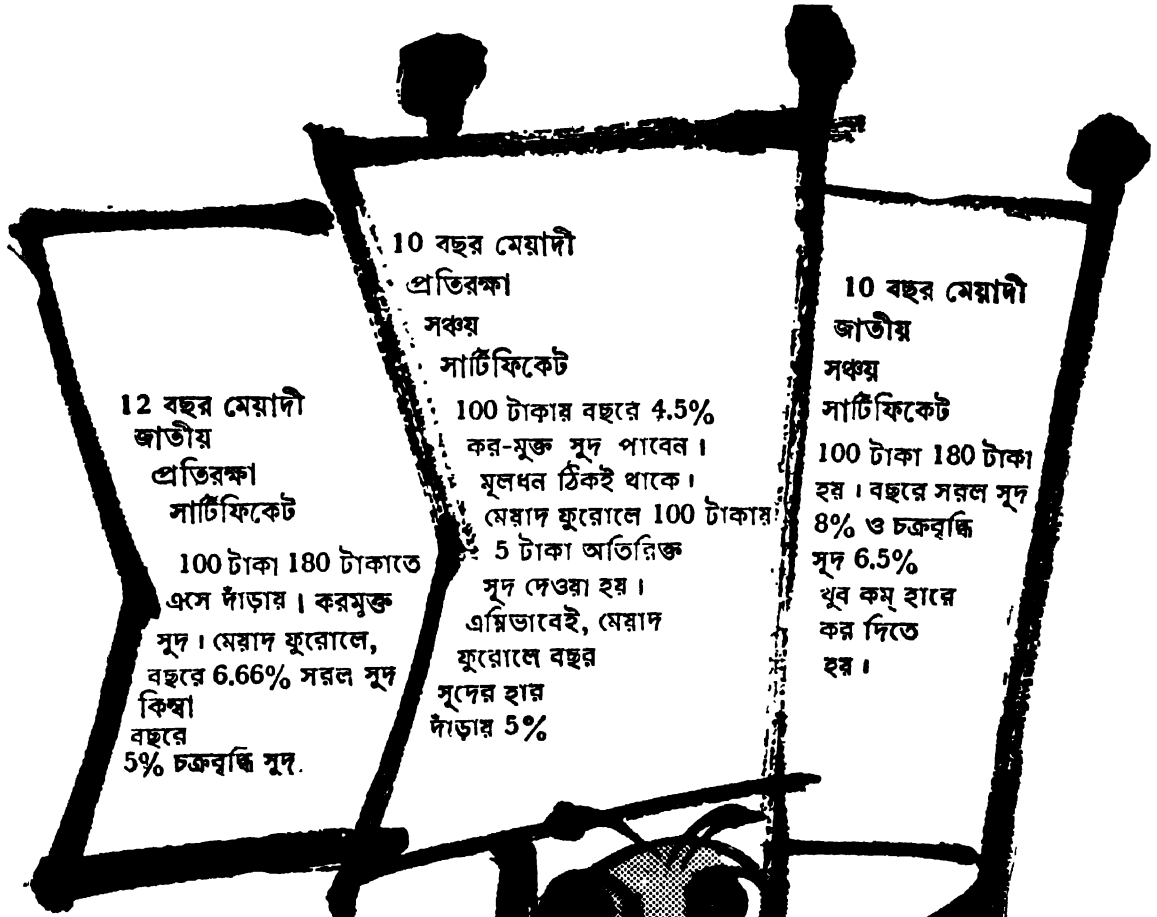 12 বছর মেয়াদী
জাতীয়
প্রতিরক্ষা
সার্টিফিকেট
100 টাকা 180 টাকাতে
এসে দাঁড়ায়। করমুক্ত
সুদ। মেয়াদ ফুরোলে,
বছরে 6.66% সরল সুদ
কিম্বা
বছরে
5% চক্রবৃদ্ধি সুদ.
10 বছর মেয়াদী
প্রতিরক্ষা
সঞ্চয়
সার্টিফিকেট
100 টাকায় বছরে 4.5%
কর-মুক্ত সুদ পাবেন।
মূলধন ঠিকই থাকে।
মেয়াদ ফুরোলে 100 টাকায়
5 টাকা অতিরিক্ত
সুদ দেওয়া হয়।
এম্নিভাবেই, মেয়াদ
ফুরোলে বছর
সুদের হার
দাঁড়ায় 5%
10 বছর মেয়াদী
জাতীয়
সঞ্চয়
সার্টিফিকেট
100 টাকা 180 টাকা
হয়। বছরে সরল সুদ
8% ও চক্রবৃদ্ধি
সুদ 6.5%
খুব কম্ হারে
কর দিতে
হয়।